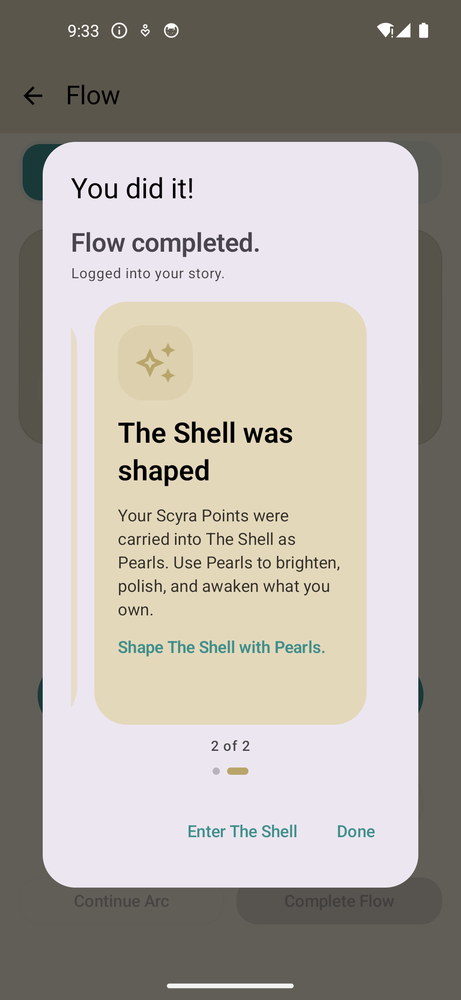 9:33
Flow
You did it!
Flow completed.
Logged into your story.
The Shell was
shaped
Your Scyra Points were
carried into The Shell as
Pearls. Use Pearls to brighten,
polish, and awaken what you
own.
Shape The Shell with Pearls.
2 of 2
Enter The Shell
Done
Continue Arc
Complete Flow